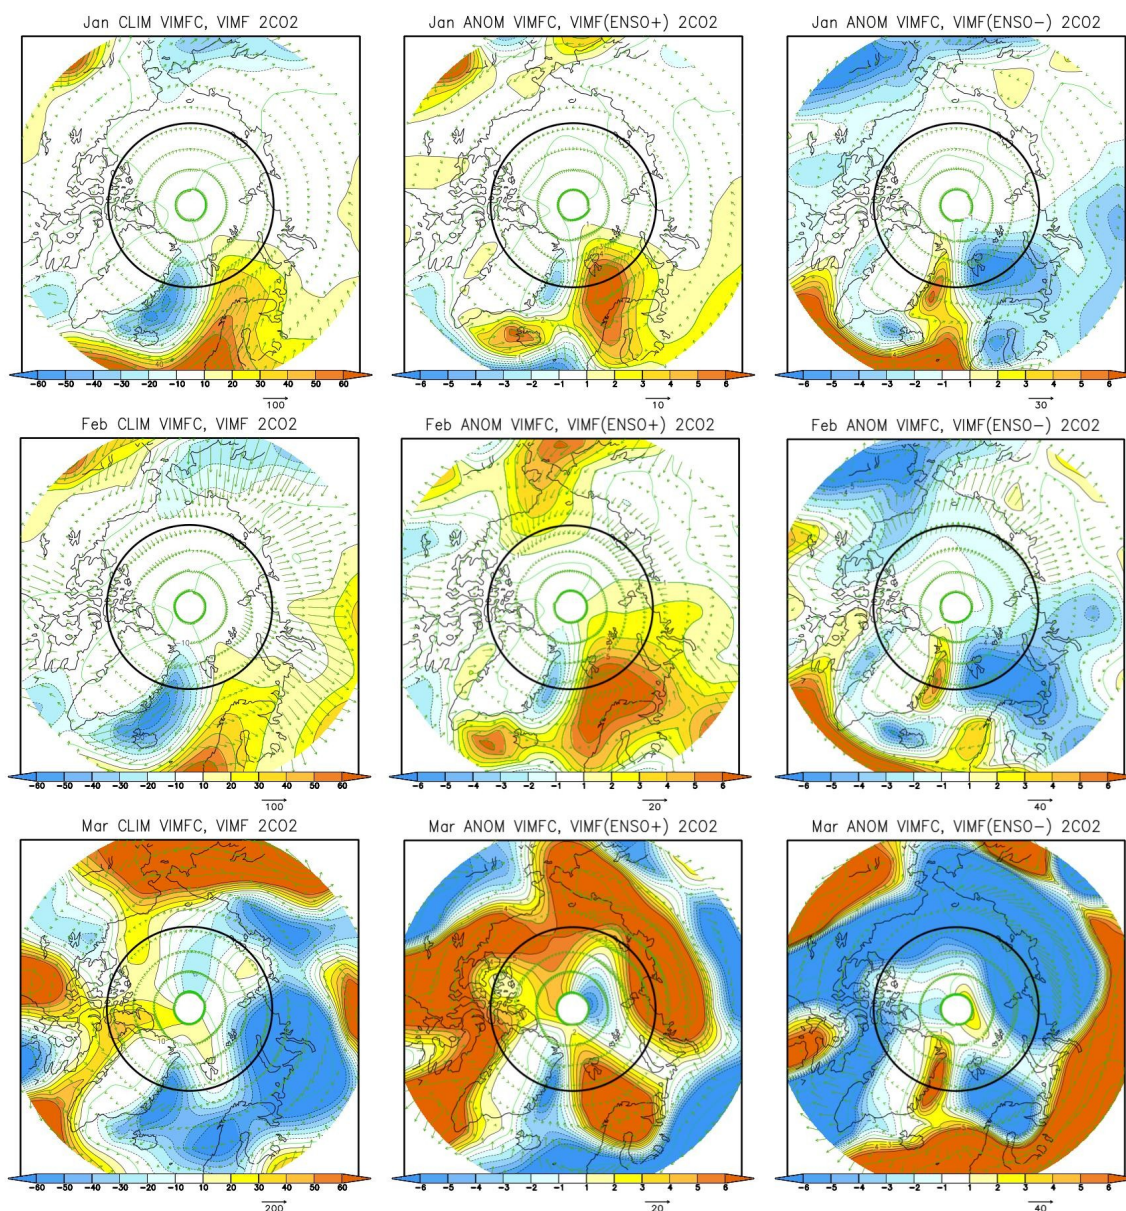 Jan CLIM VIMFC, VIMF 2CO2
Jan ANOM VIMFC, VIMF(ENSO+) 2CO2
Jan ANOM VIMFC, VIMF(ENSO−) 2CO2
-60 -50 -40 -30 -20 -10 10 20 30 40 50 60
-6 -5 -4 -3 -2 -1 1 2 3 4 5 6
-6 -5 -4 -3 -2 -1 1 2 3 4 5 6
100
10
30
Feb CLIM VIMFC, VIMF 2CO2
Feb ANOM VIMFC, VIMF(ENSO+) 2CO2
Feb ANOM VIMFC, VIMF(ENSO−) 2CO2
-60 -50 -40 -30 -20 -10 10 20 30 40 50 60
-6 -5 -4 -3 -2 -1 1 2 3 4 5 6
-6 -5 -4 -3 -2 -1 1 2 3 4 5 6
100
20
40
Mar CLIM VIMFC, VIMF 2CO2
Mar ANOM VIMFC, VIMF(ENSO+) 2CO2
Mar ANOM VIMFC, VIMF(ENSO−) 2CO2
-60 -50 -40 -30 -20 -10 10 20 30 40 50 60
-6 -5 -4 -3 -2 -1 1 2 3 4 5 6
-6 -5 -4 -3 -2 -1 1 2 3 4 5 6
200
20
40